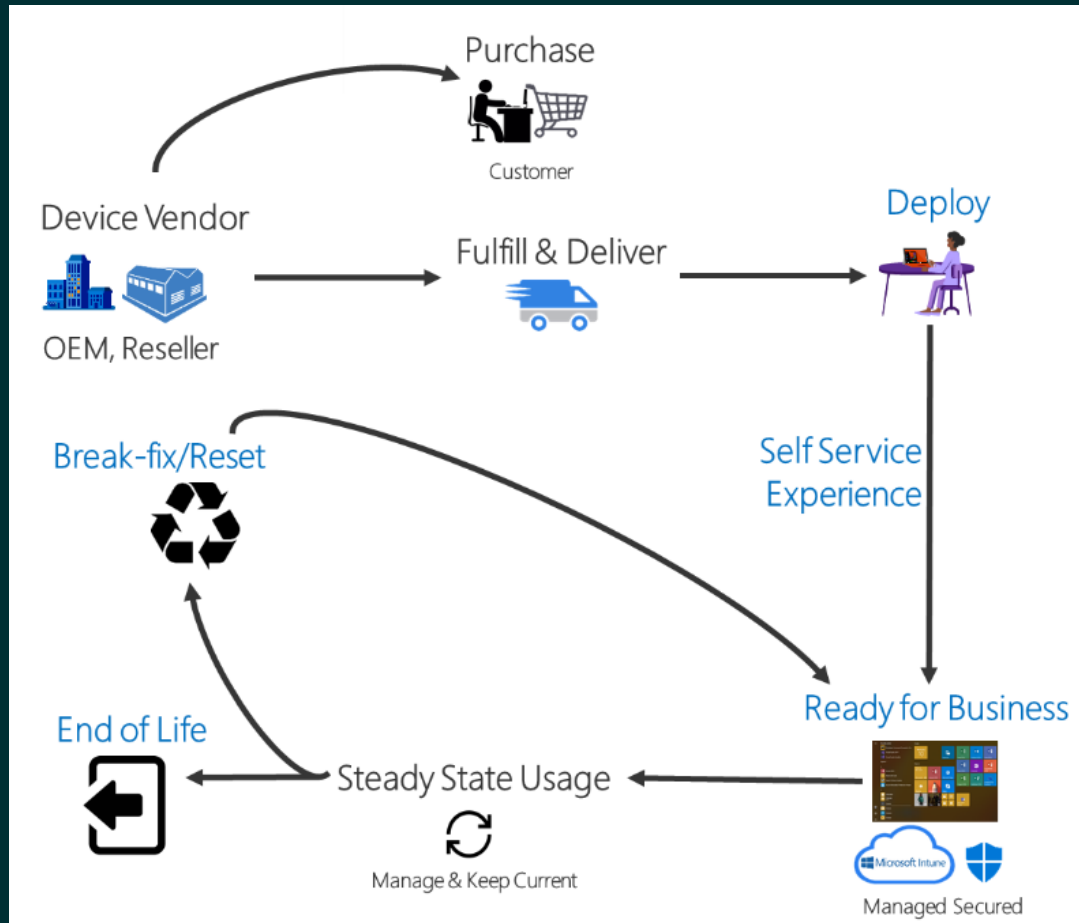 Purchase
Customer
Device Vendor
OEM, Reseller
Fulfill & Deliver
Deploy
Self Service
Experience
Break-fix/Reset
Ready for Business
Microsoft Intune
Managed Secured
End of Life
Steady State Usage
Manage & Keep Current